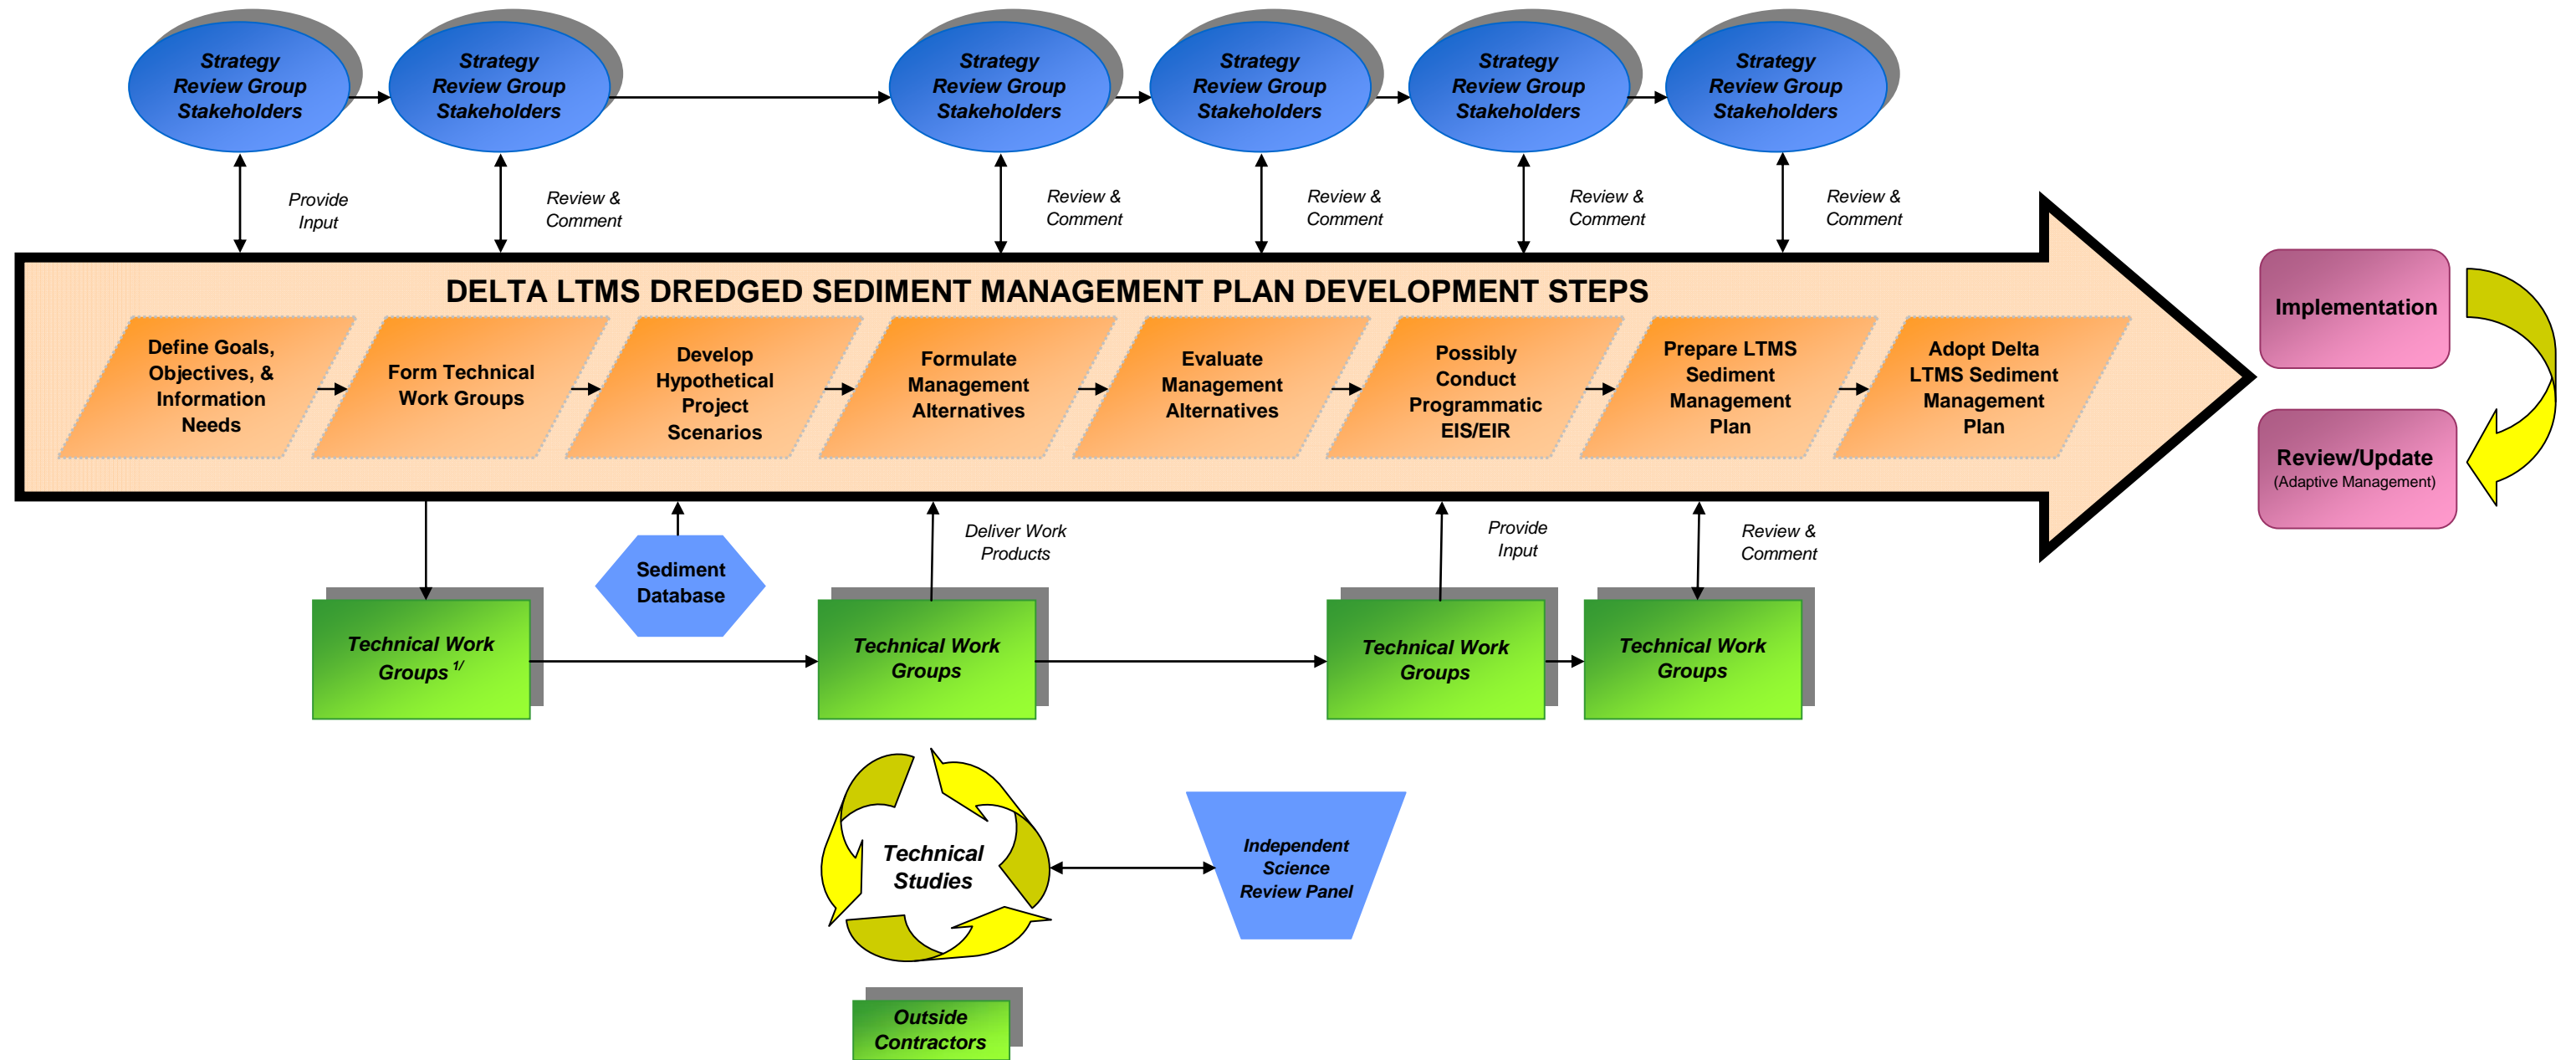 Strategy
Review Group
Stakeholders
Strategy
Review Group
Stakeholders
Strategy
Review Group
Stakeholders
Strategy
Review Group
Stakeholders
Strategy
Review Group
Stakeholders
Strategy
Review Group
Stakeholders
Provide
Input
Review &
Comment
Review &
Comment
Review &
Comment
Review &
Comment
Review &
Comment
DELTA LTMS DREDGED SEDIMENT MANAGEMENT PLAN DEVELOPMENT STEPS
Define Goals,
Objectives, &
Information
Needs
Form Technical
Work Groups
Develop
Hypothetical
Project
Scenarios
Formulate
Management
Alternatives
Evaluate
Management
Alternatives
Possibly
Conduct
Programmatic
EIS/EIR
Prepare LTMS
Sediment
Management
Plan
Adopt Delta
LTMS Sediment
Management
Plan
Implementation
Review/Update
(Adaptive Management)
Sediment
Database
Deliver Work
Products
Provide
Input
Review &
Comment
Technical Work
Groups 1/
Technical Work
Groups
Technical Work
Groups
Technical Work
Groups
Technical
Studies
Independent
Science
Review Panel
Outside
Contractors